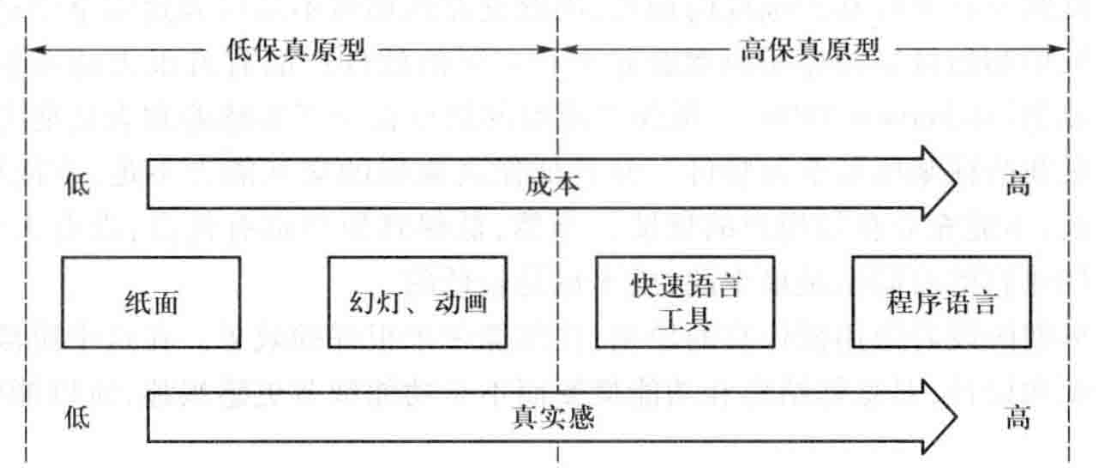 低保真原型 高保真原型
低 成本 高
纸面 幻灯、动画 快速语言工具 程序语言
低 真实感 高